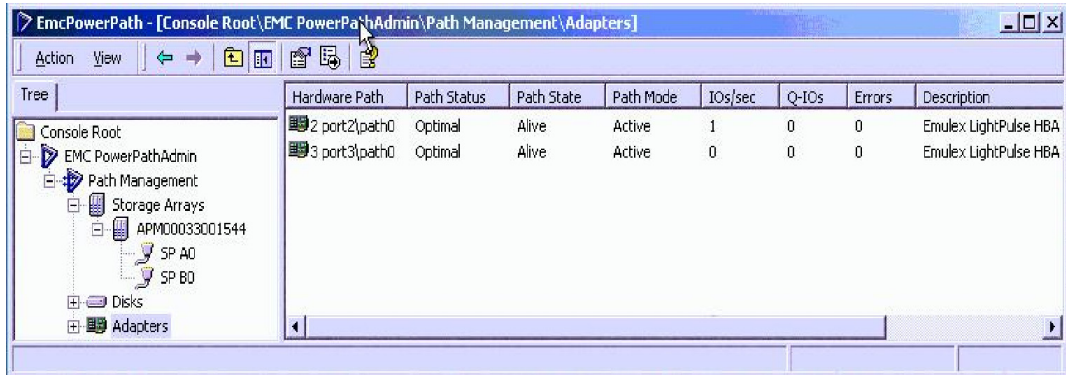 EmcPowerPath - [Console Root\EMC PowerPathAdmin\Path Management\Adapters]
Action View
Tree
Console Root
EMC PowerPathAdmin
Path Management
Storage Arrays
APM00033001544
SP A0
SP B0
Disks
Adapters
Hardware Path Path Status Path State Path Mode IOs/sec Q-IOs Errors Description
2 port2\path0 Optimal Alive Active 1 0 0 Emulex LightPulse HBA
3 port3\path0 Optimal Alive Active 0 0 0 Emulex LightPulse HBA